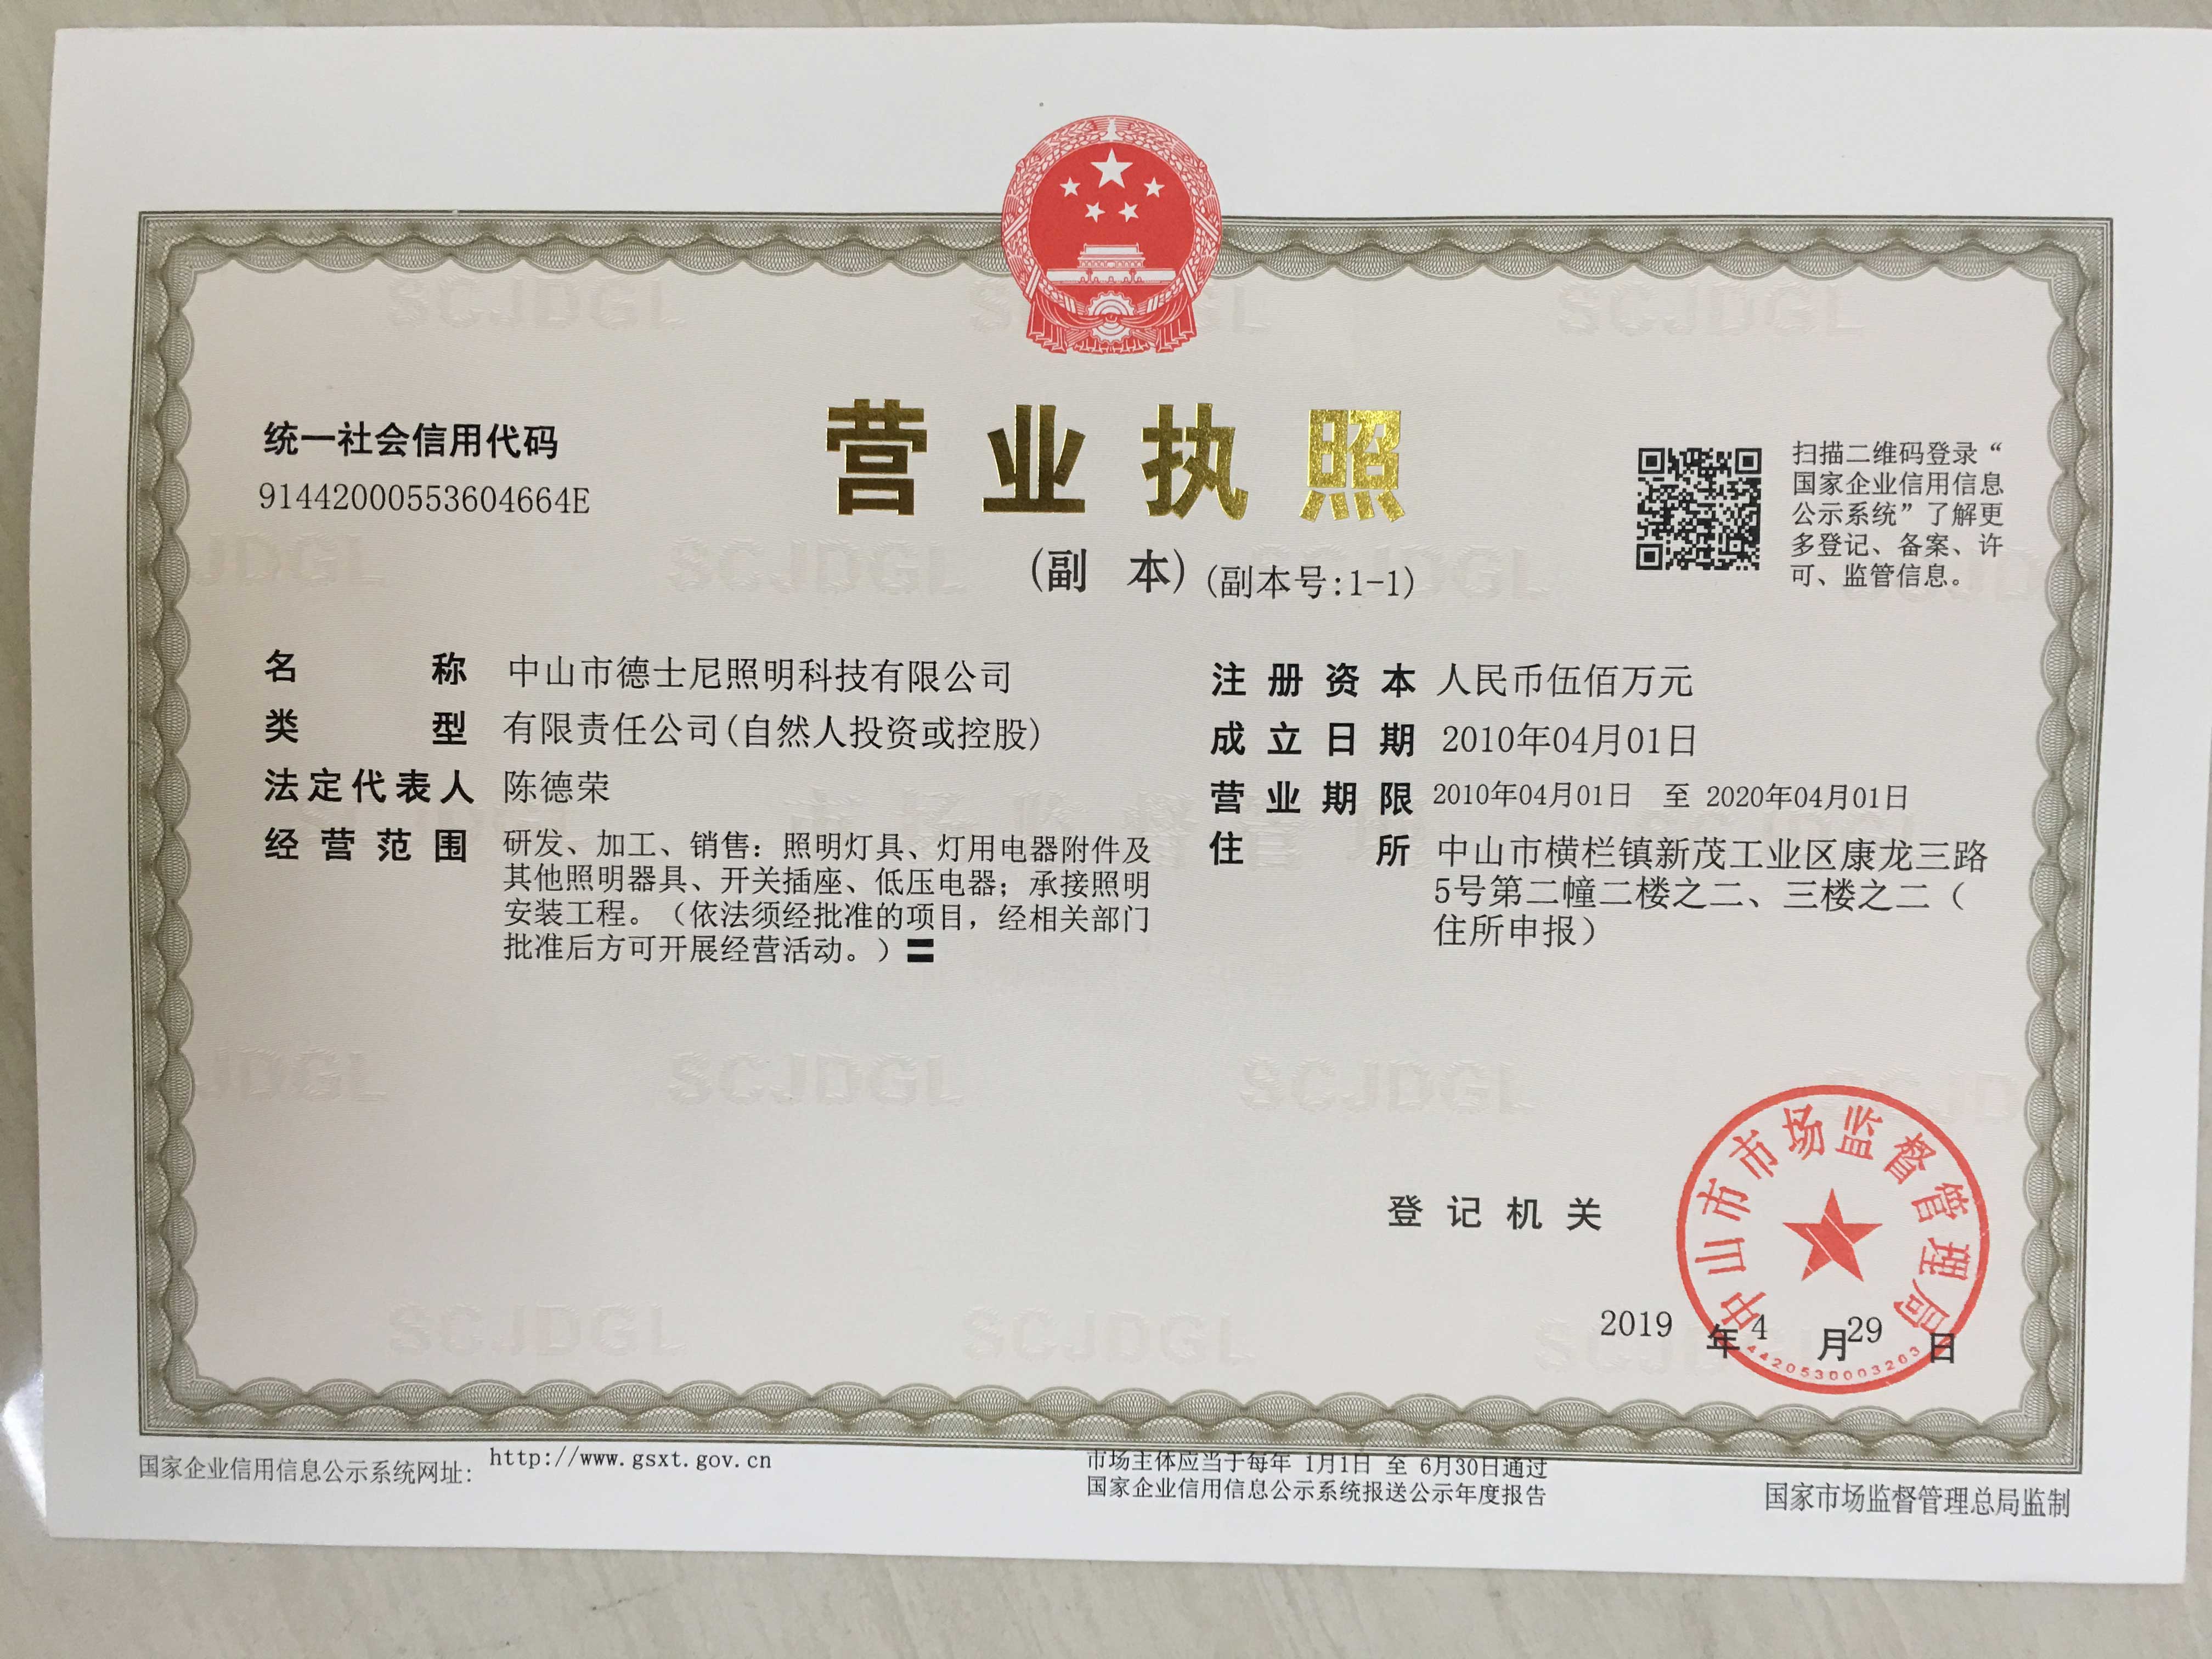 营业执照
(副 本) (副本号:1-1)
统一社会信用代码
91442000553604664E
扫描二维码登录“
国家企业信用信息
公示系统”了解更
多登记、备案、许
可、监管信息。
名 称 中山市德士尼照明科技有限公司
类 型 有限责任公司(自然人投资或控股)
法定代表人 陈德荣
经营范围 研发、加工、销售：照明灯具、灯用电器附件及
其他照明器具、开关插座、低压电器；承接照明
安装工程。（依法须经批准的项目，经相关部门
批准后方可开展经营活动。）〓
注册资本 人民币伍佰万元
成立日期 2010年04月01日
营业期限 2010年04月01日 至 2020年04月01日
住 所 中山市横栏镇新茂工业区康龙三路
5号第二幢二楼之二、三楼之二（
住所申报）
登记机关
中山市市场监督管理局
4420530003203
2019 年 4 月 29 日
国家企业信用信息公示系统网址: http://www.gsxt.gov.cn
市场主体应当于每年 1月1日 至 6月30日通过
国家企业信用信息公示系统报送公示年度报告
国家市场监督管理总局监制
SCJDGL